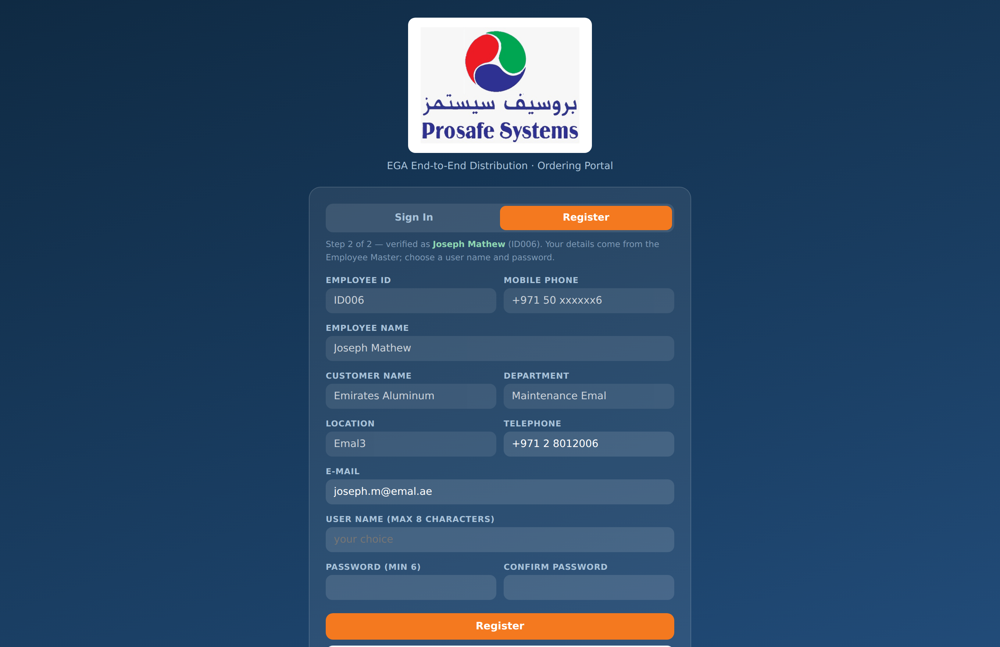 بروسيف سيستمز
Prosafe Systems
EGA End-to-End Distribution · Ordering Portal
Sign In
Register
Step 2 of 2 — verified as Joseph Mathew (ID006). Your details come from the
Employee Master; choose a user name and password.
EMPLOYEE ID
MOBILE PHONE
ID006
+971 50 xxxxxx6
EMPLOYEE NAME
Joseph Mathew
CUSTOMER NAME
DEPARTMENT
Emirates Aluminum
Maintenance Emal
LOCATION
TELEPHONE
Emal3
+971 2 8012006
E-MAIL
joseph.m@emal.ae
USER NAME (MAX 8 CHARACTERS)
your choice
PASSWORD (MIN 6)
CONFIRM PASSWORD
Register